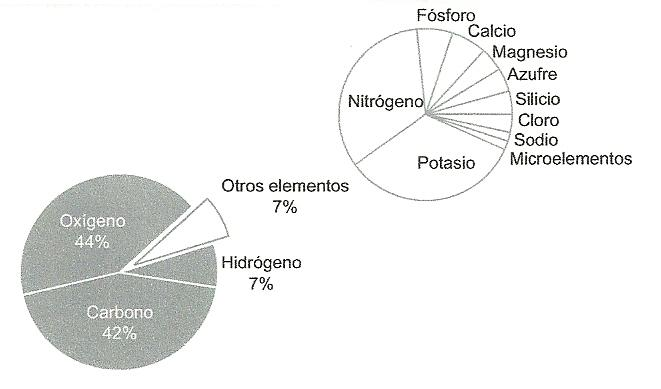 Fósforo
Calcio
Magnesio
Azufre
Silicio
Cloro
Sodio
Microelementos
Potasio
Nitrógeno
Otros elementos
7%
Hidrógeno
7%
Carbono
42%
Oxígeno
44%